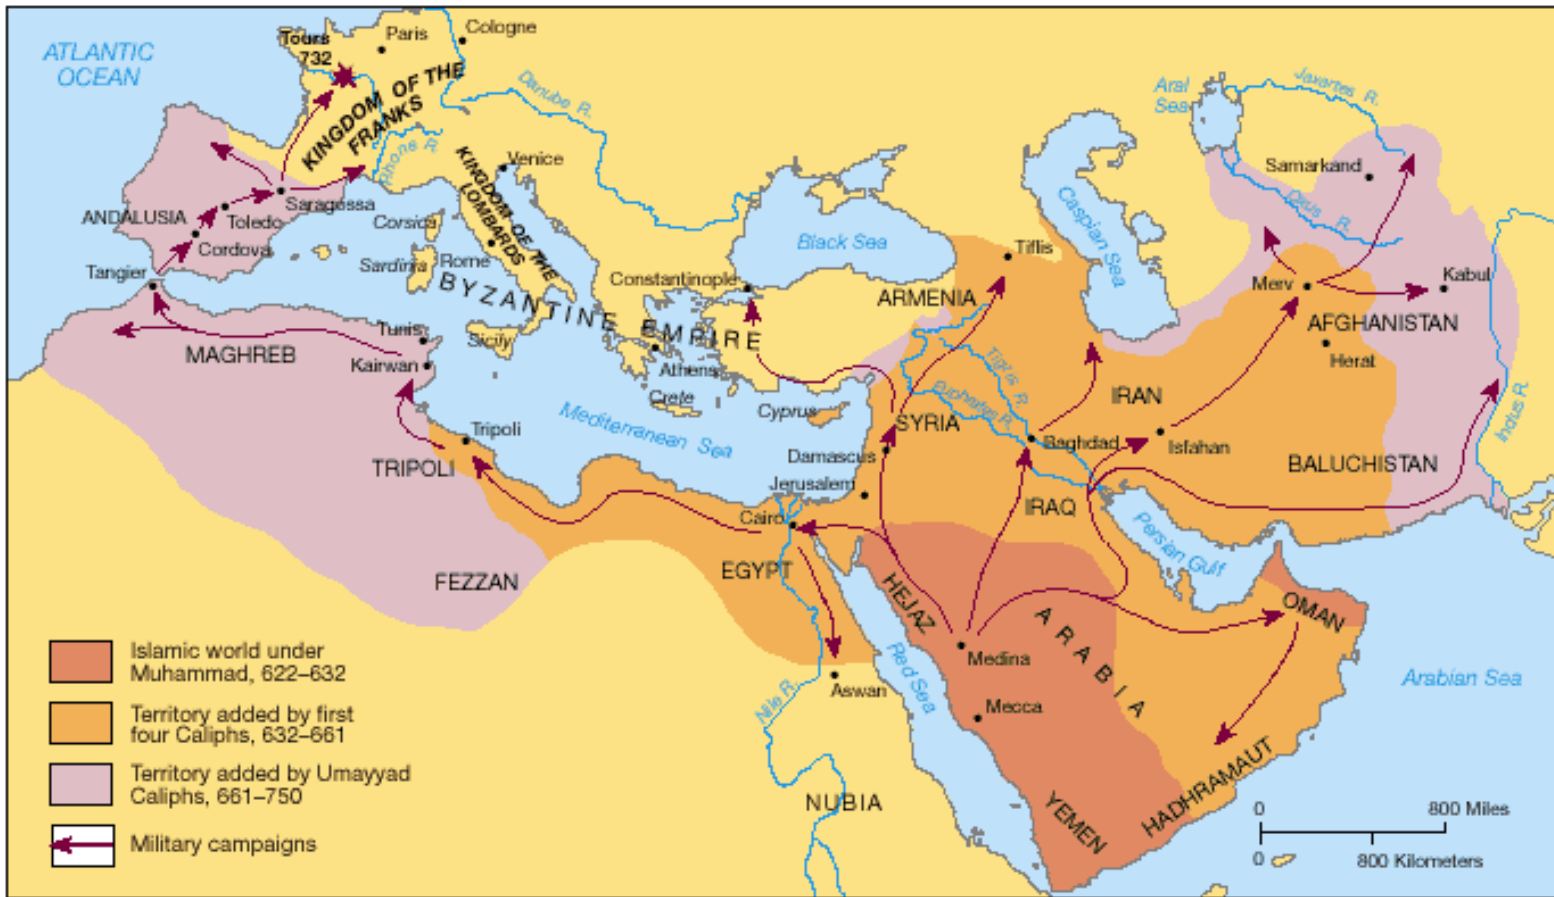 ATLANTIC
OCEAN
Tours
732
Paris
Cologne
KINGDOM OF THE
FRANKS
Rhone R.
Danube R.
Venice
KINGDOM OF THE
LOMBARDS
Aral
Sea
Jaxartes R.
Samarkand
Oxus R.
Caspian Sea
Black Sea
Tiflis
ANDALUSIA
Saragossa
Toledo
Cordova
Corsica
Sardinia
Rome
Tangier
Constantinople
BYZANTINE EMPIRE
ARMENIA
Merv
Kabul
AFGHANISTAN
Herat
MAGHREB
Tunis
Kairwan
Sicily
Athens
Crete
Cyprus
Tigus R.
Euphrates R.
SYRIA
IRAN
Indus R.
Mediterranean Sea
Tripoli
TRIPOLI
Damascus
Jerusalem
Baghdad
Isfahan
BALUCHISTAN
IRAQ
Cairo
Persian Gulf
EGYPT
FEZZAN
HEJAZ
ARABIA
OMAN
Medina
Mecca
Red Sea
Aswan
Nile R.
Arabian Sea
NUBIA
YEMEN
HADHRAMAUT
Islamic world under
Muhammad, 622–632
Territory added by first
four Caliphs, 632–661
Territory added by Umayyad
Caliphs, 661–750
Military campaigns
0 800 Miles
0 800 Kilometers